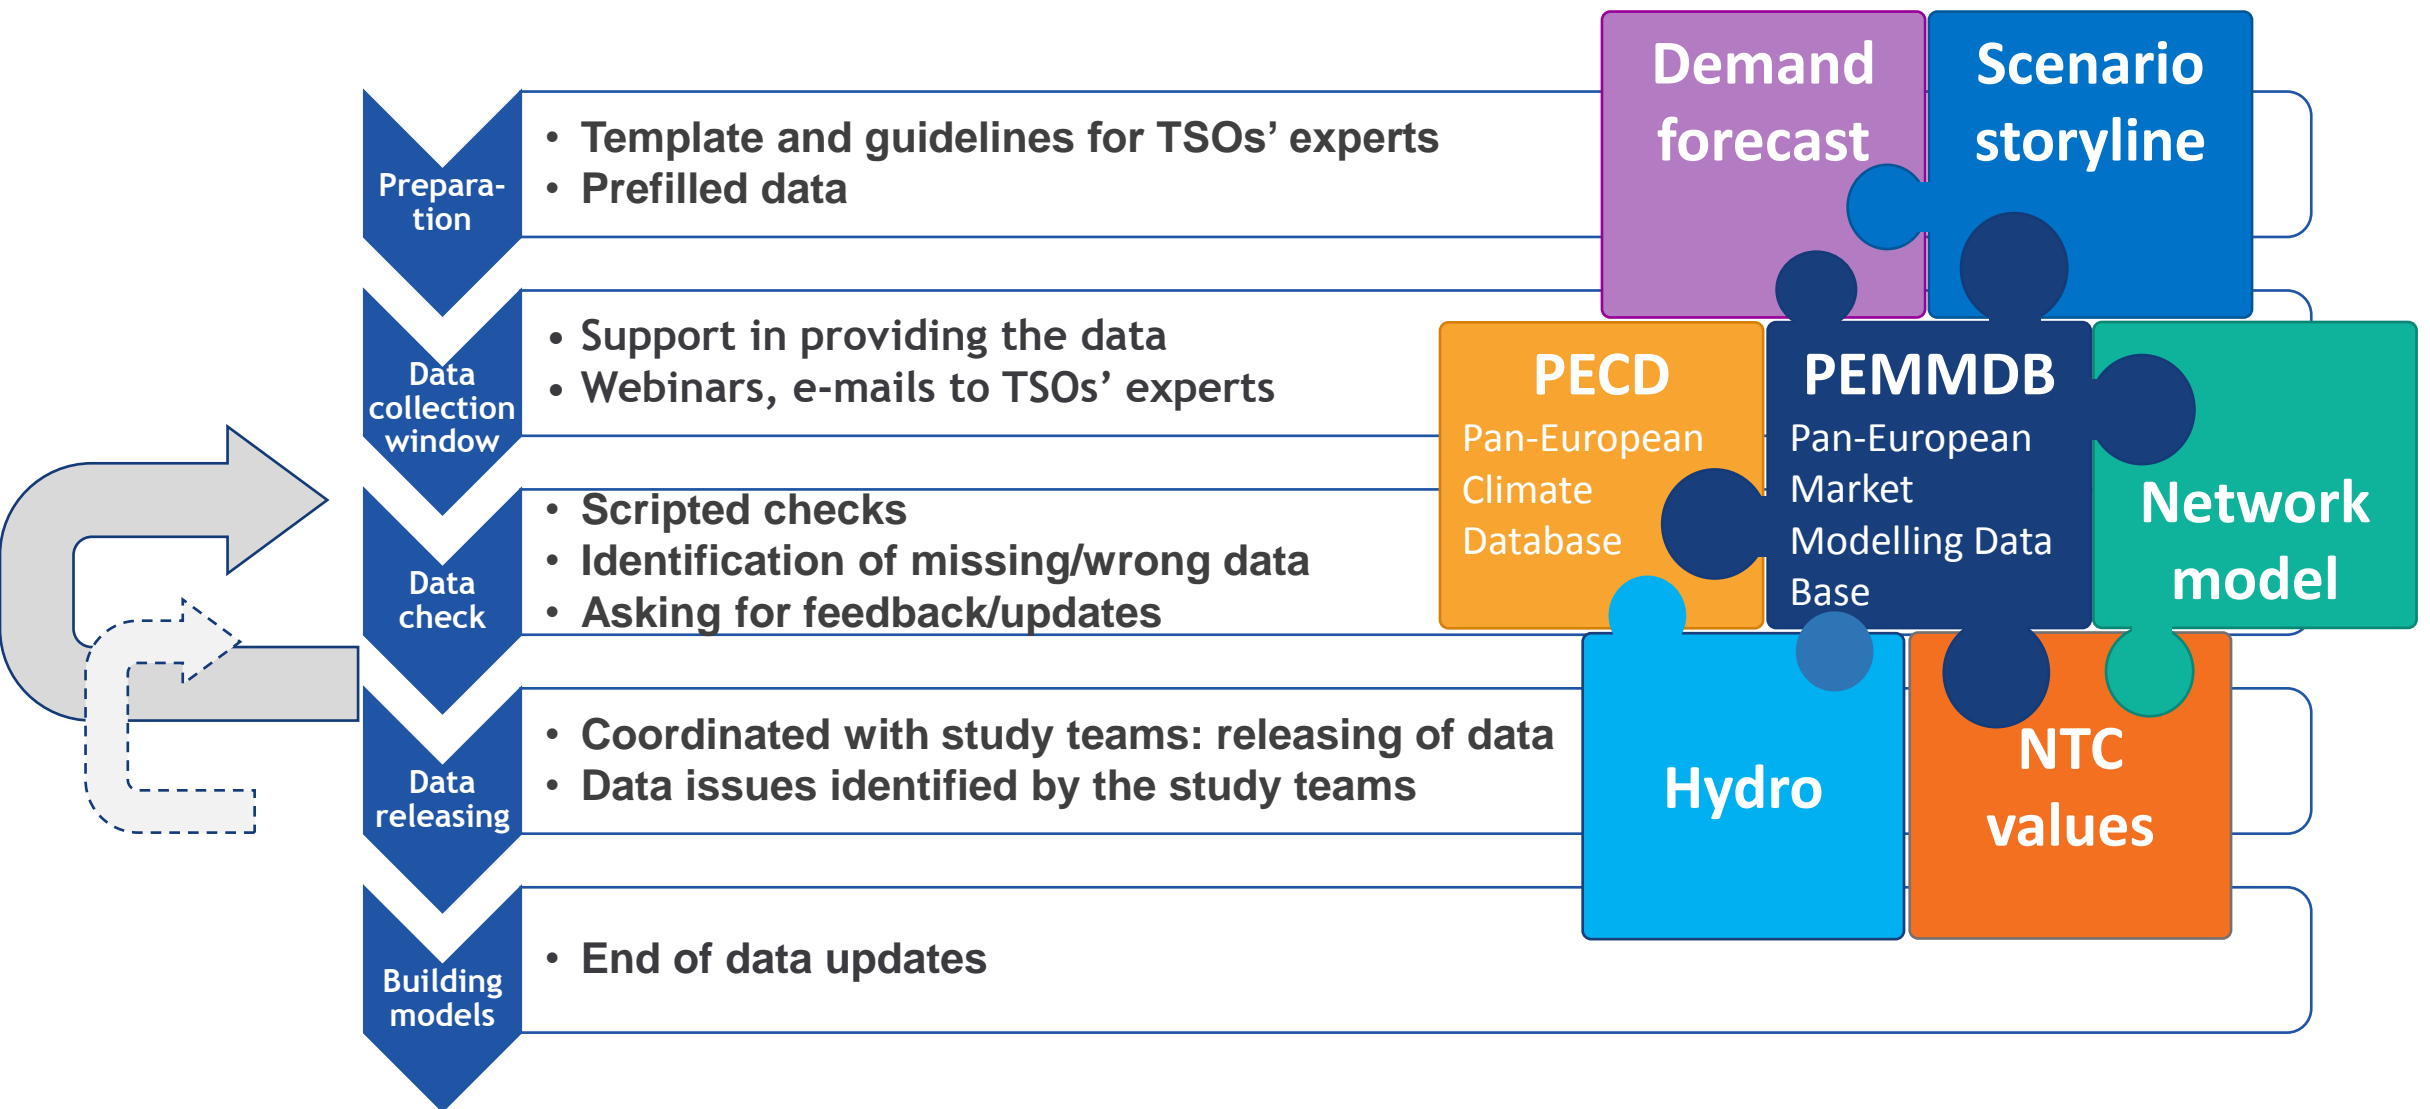 Prepara-
tion
• Template and guidelines for TSOs’ experts
• Prefilled data
Data
collection
window
• Support in providing the data
• Webinars, e-mails to TSOs’ experts
Data
check
• Scripted checks
• Identification of missing/wrong data
• Asking for feedback/updates
Data
releasing
• Coordinated with study teams: releasing of data
• Data issues identified by the study teams
Building
models
• End of data updates
Demand
forecast
Scenario
storyline
PECD
Pan-European
Climate
Database
PEMMDB
Pan-European
Market
Modelling Data
Base
Network
model
Hydro
NTC
values